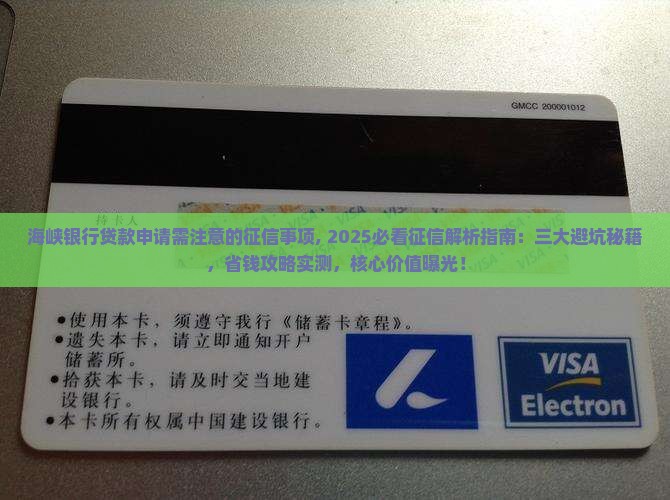 GMCC 200001012
持卡人
海峡银行贷款申请需注意的征信事项, 2025必看征信解析指南：三大避坑秘籍
，省钱攻略实测，核心价值曝光！
•使用本卡，须遵守我行《储蓄卡章程》。
•遗失本卡，请立即通知开户
储蓄所。
•拾获本卡，请及时交当地建
设银行。
•本卡所有权属中国建设银行。
VISA
Electron